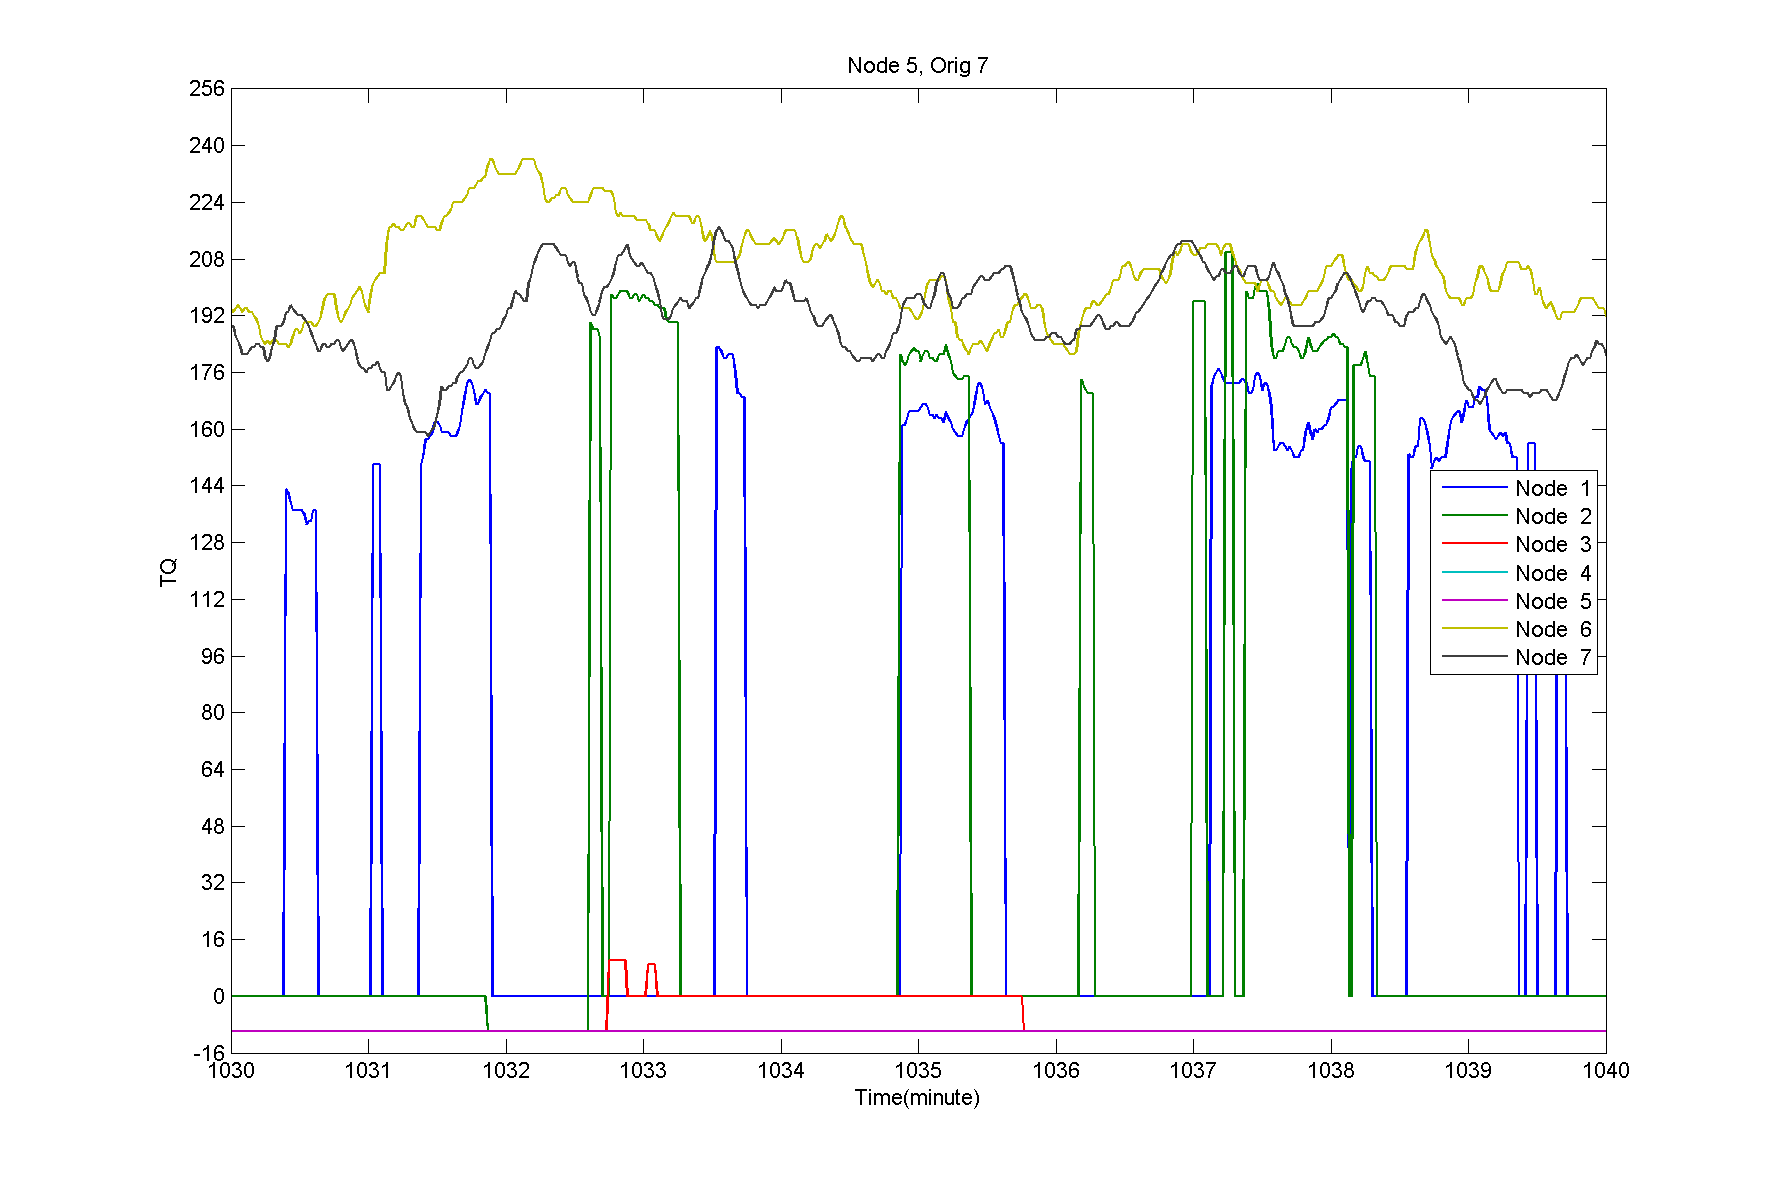 Node 5, Orig 7
256
240
224
208
192
176
160
144
128
112
96
80
64
48
32
16
0
-16
TQ
Node 1
Node 2
Node 3
Node 4
Node 5
Node 6
Node 7
1030 1031 1032 1033 1034 1035 1036 1037 1038 1039 1040
Time(minute)